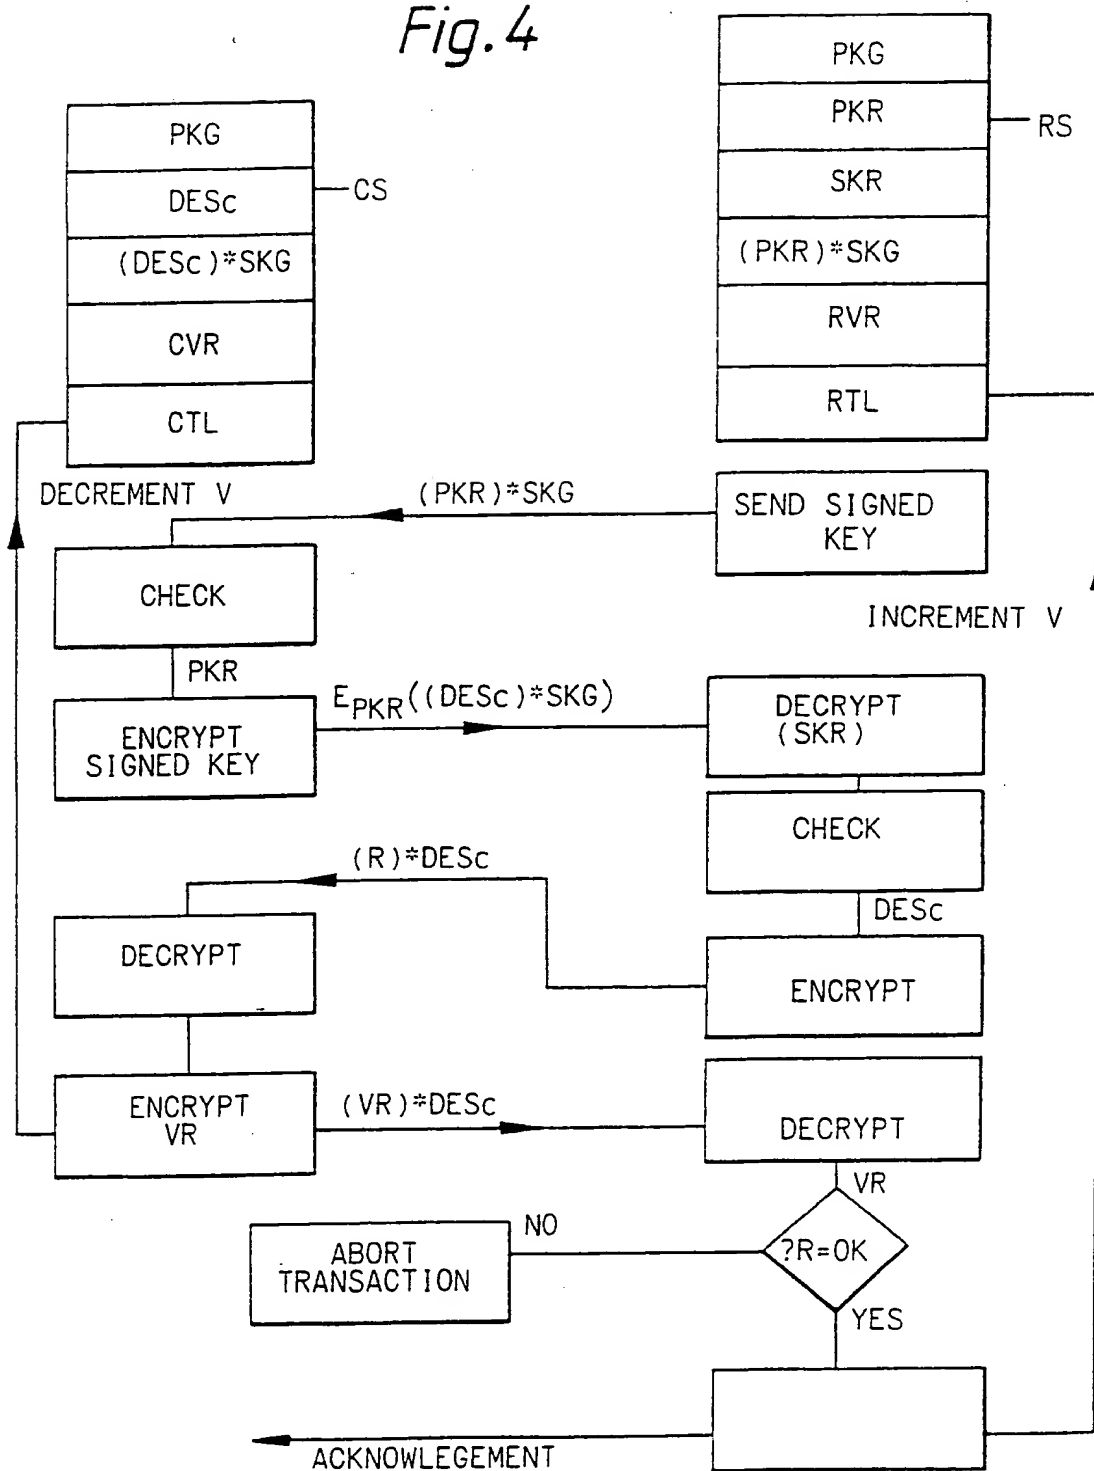 Fig.4
PKG
DESc
CS
(DESc)*SKG
CVR
CTL
PKG
PKR
RS
SKR
(PKR)*SKG
RVR
RTL
DECREMENT V
(PKR)*SKG
SEND SIGNED
KEY
CHECK
INCREMENT V
PKR
ENCRYPT
SIGNED KEY
EPKR((DESc)*SKG)
DECRYPT
(SKR)
CHECK
DESc
(R)*DESc
DECRYPT
ENCRYPT
ENCRYPT
VR
(VR)*DESc
DECRYPT
VR
?R=OK
NO
ABORT
TRANSACTION
YES
ACKNOWLEGEMENT